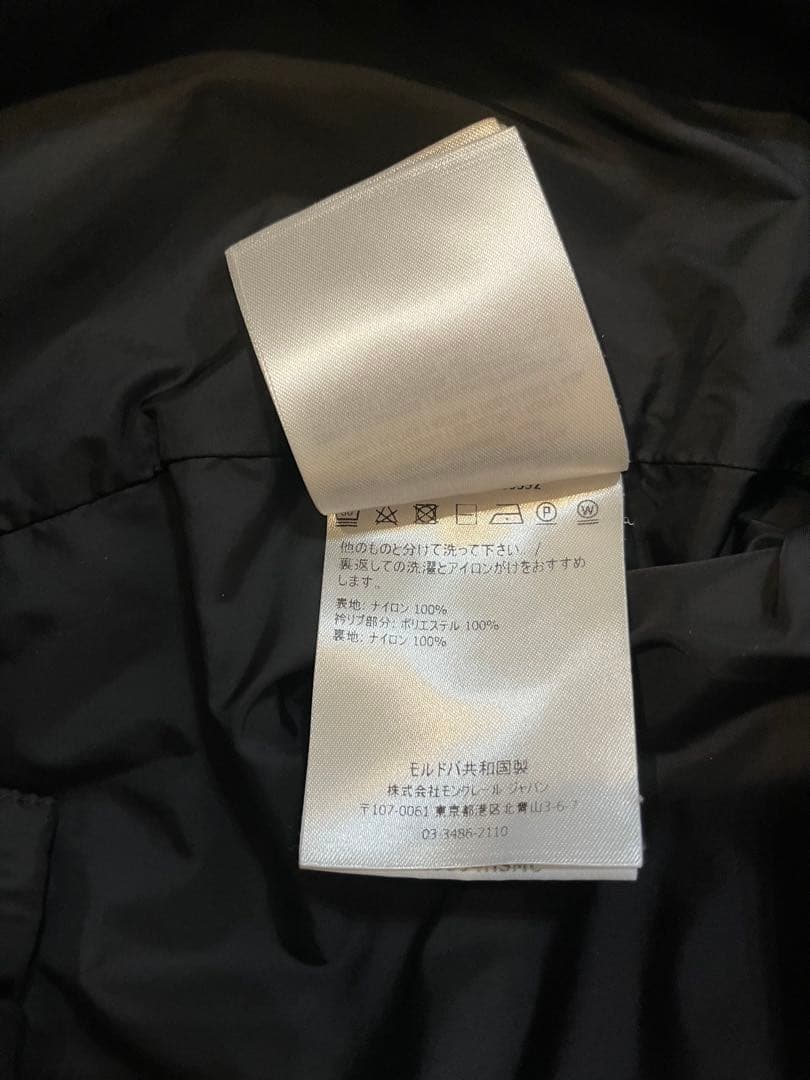 P W
他のものと分けて洗って下さい。/
裏返しての洗濯とアイロンがけをおすすめ
します。
表地: ナイロン 100%
衿リブ部分: ポリエステル 100%
裏地: ナイロン 100%
モルドバ共和国製
株式会社モンクレール ジャパン
〒107-0061 東京都港区北青山3-6-7
03-3486-2110